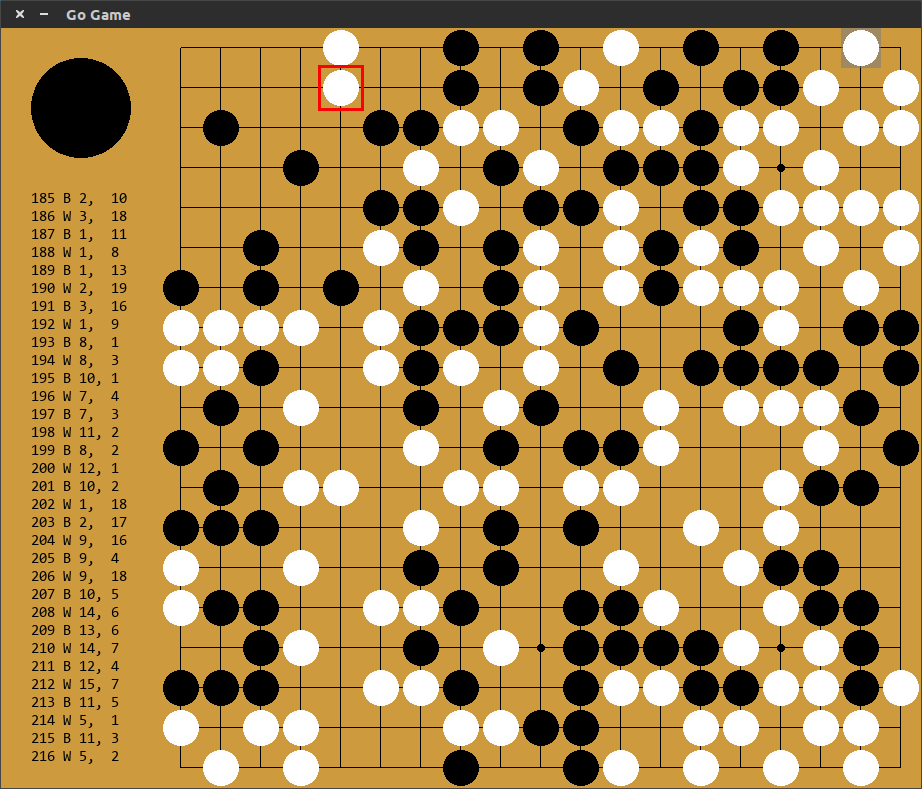 Go Game
185 B 2,  10
186 W 3,  18
187 B 1,  11
188 W 1,  8
189 B 1,  13
190 W 2,  19
191 B 3,  16
192 W 1,  9
193 B 8,  1
194 W 8,  3
195 B 10, 1
196 W 7,  4
197 B 7,  3
198 W 11, 2
199 B 8,  2
200 W 12, 1
201 B 10, 2
202 W 1,  18
203 B 2,  17
204 W 9,  16
205 B 9,  4
206 W 9,  18
207 B 10, 5
208 W 14, 6
209 B 13, 6
210 W 14, 7
211 B 12, 4
212 W 15, 7
213 B 11, 5
214 W 5,  1
215 B 11, 3
216 W 5,  2